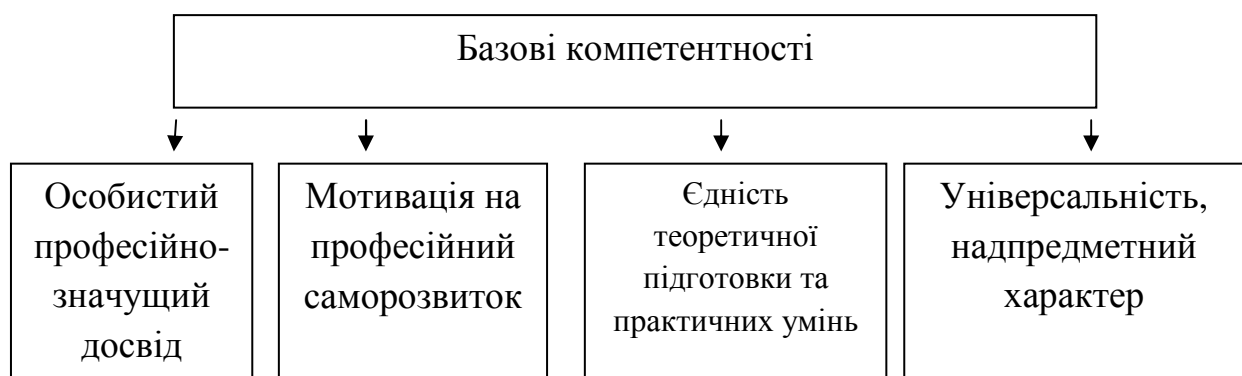 Базові компетентності
Особистий
професійно-
значущий
досвід
Мотивація на
професійний
саморозвиток
Єдність
теоретичної
підготовки та
практичних умінь
Універсальність,
надпредметний
характер